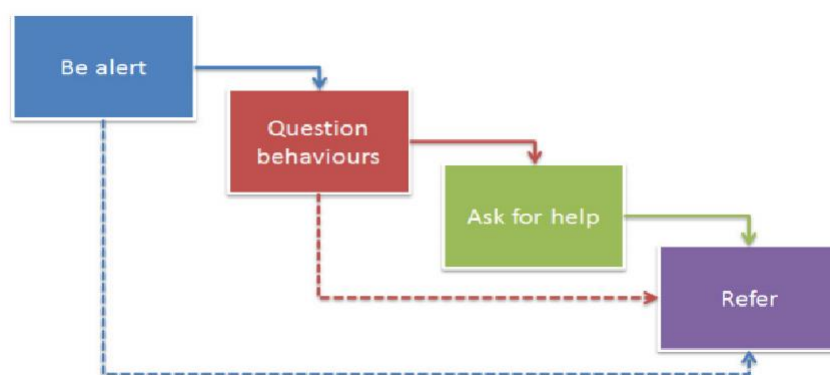 Be alert
Question
behaviours
Ask for help
Refer